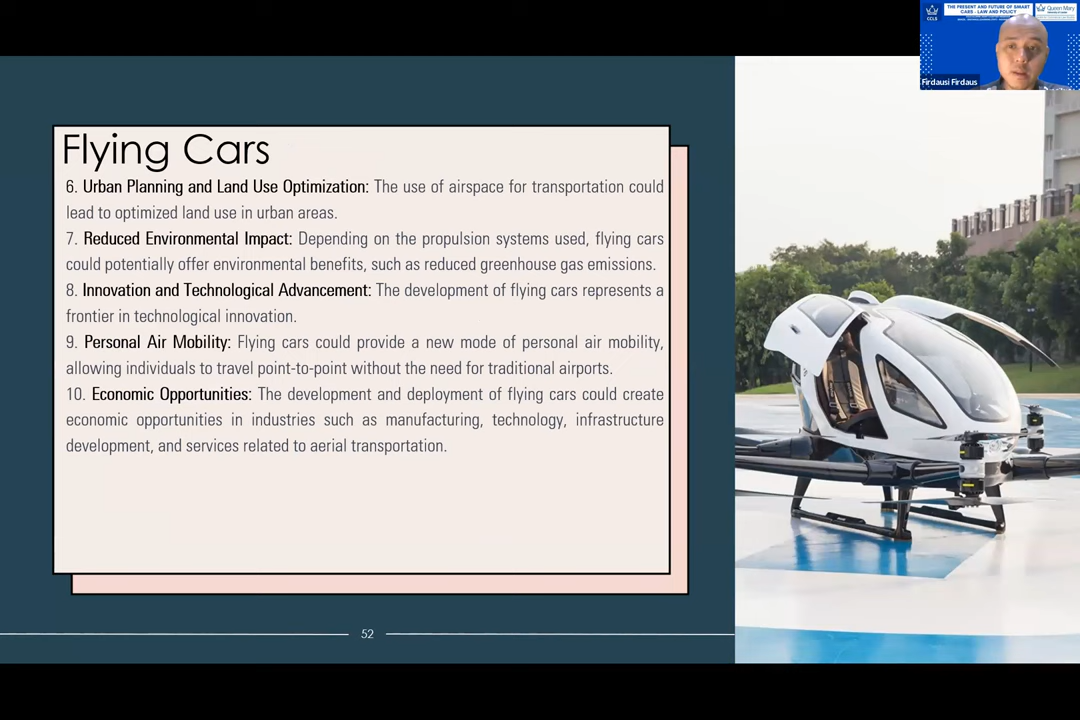 THE PRESENT AND FUTURE OF SMART
CARS - LAW AND POLICY
CCLS
Queen Mary
Firdausi Firdaus
Flying Cars
6. Urban Planning and Land Use Optimization: The use of airspace for transportation could
lead to optimized land use in urban areas.
7. Reduced Environmental Impact: Depending on the propulsion systems used, flying cars
could potentially offer environmental benefits, such as reduced greenhouse gas emissions.
8. Innovation and Technological Advancement: The development of flying cars represents a
frontier in technological innovation.
9. Personal Air Mobility: Flying cars could provide a new mode of personal air mobility,
allowing individuals to travel point-to-point without the need for traditional airports.
10. Economic Opportunities: The development and deployment of flying cars could create
economic opportunities in industries such as manufacturing, technology, infrastructure
development, and services related to aerial transportation.
52